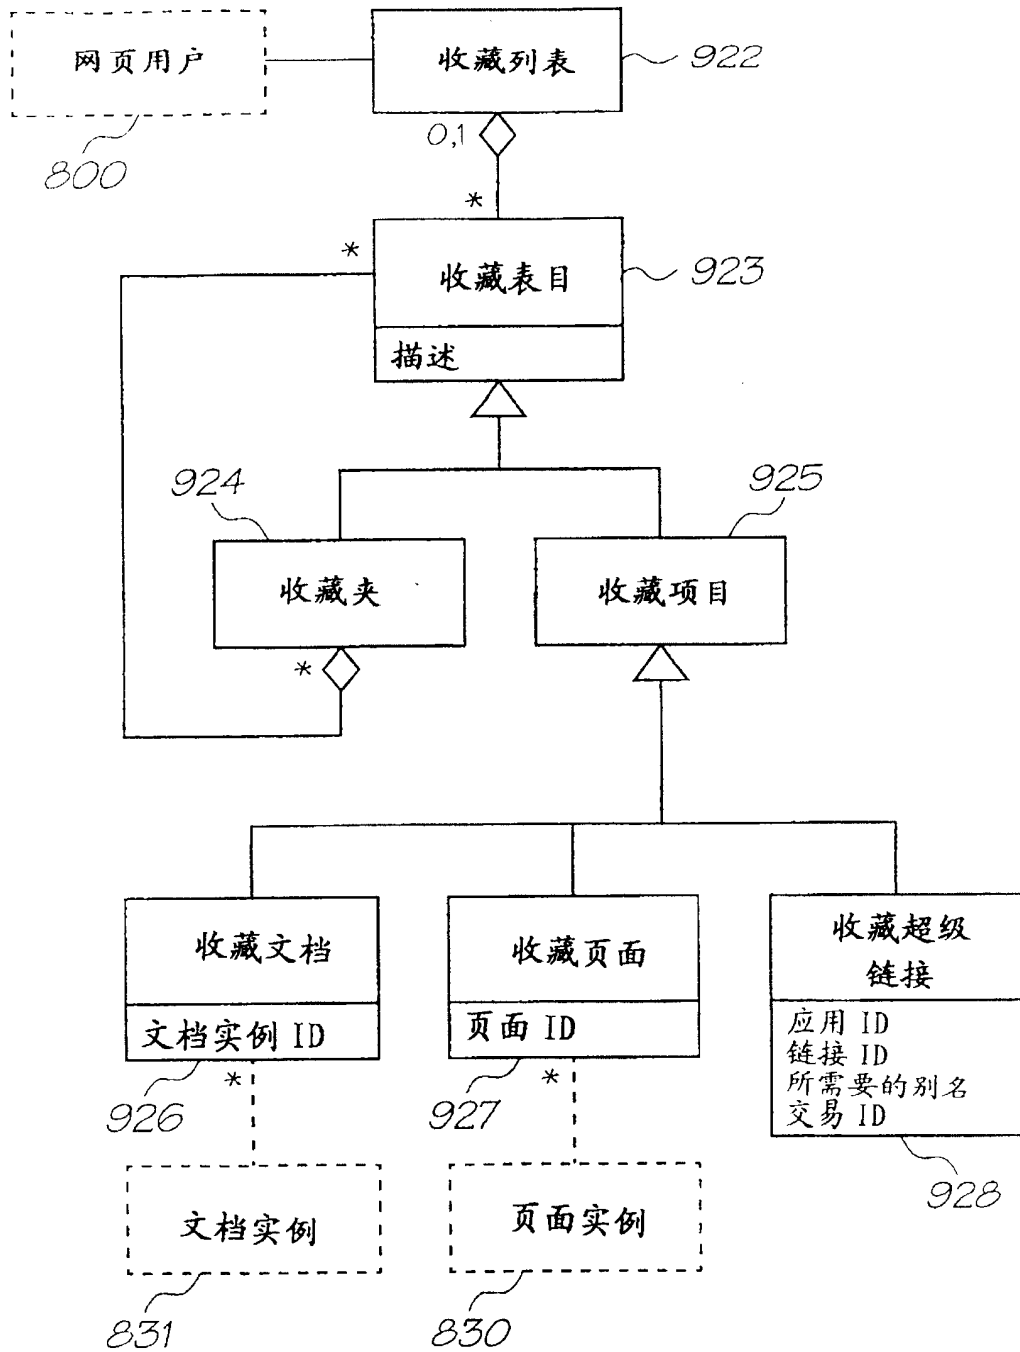 网页用户
收藏列表
922
800
0,1
*
*
收藏表目
923
描述
924
925
收藏夹
收藏项目
*
收藏文档
收藏页面
收藏超级
链接
文档实例 ID
页面 ID
应用 ID
链接 ID
所需要的别名
交易 ID
*
*
926
927
928
文档实例
页面实例
831
830